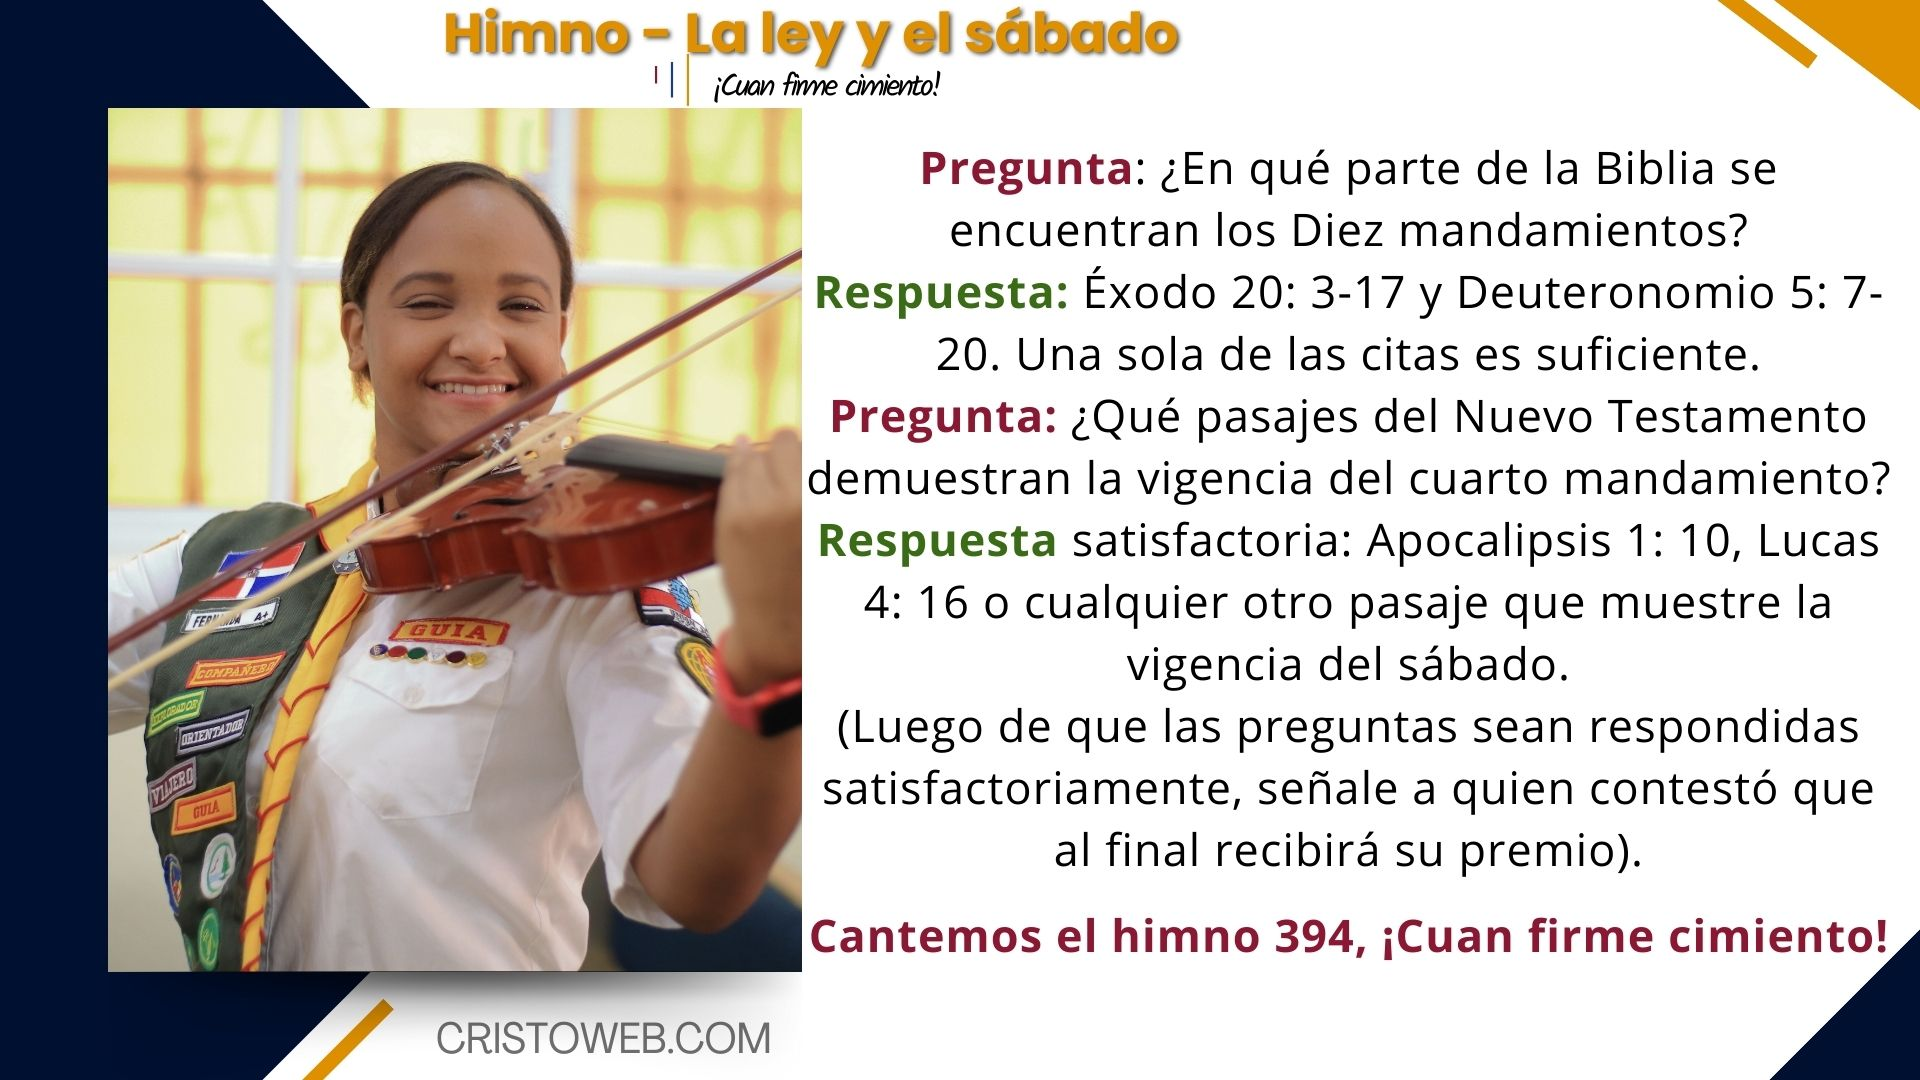 Himno - La ley y el sábado
¡Cuan firme cimiento!
Pregunta: ¿En qué parte de la Biblia se
encuentran los Diez mandamientos?
Respuesta: Éxodo 20: 3-17 y Deuteronomio 5: 7-
20. Una sola de las citas es suficiente.
Pregunta: ¿Qué pasajes del Nuevo Testamento
demuestran la vigencia del cuarto mandamiento?
Respuesta satisfactoria: Apocalipsis 1: 10, Lucas
4: 16 o cualquier otro pasaje que muestre la
vigencia del sábado.
(Luego de que las preguntas sean respondidas
satisfactoriamente, señale a quien contestó que
al final recibirá su premio).
Cantemos el himno 394, ¡Cuan firme cimiento!
FERNANDA A+
COMPAÑERO
EXPLORADOR
ORIENTADOR
VIAJERO
GUIA
GUIA
CRISTOWEB.COM